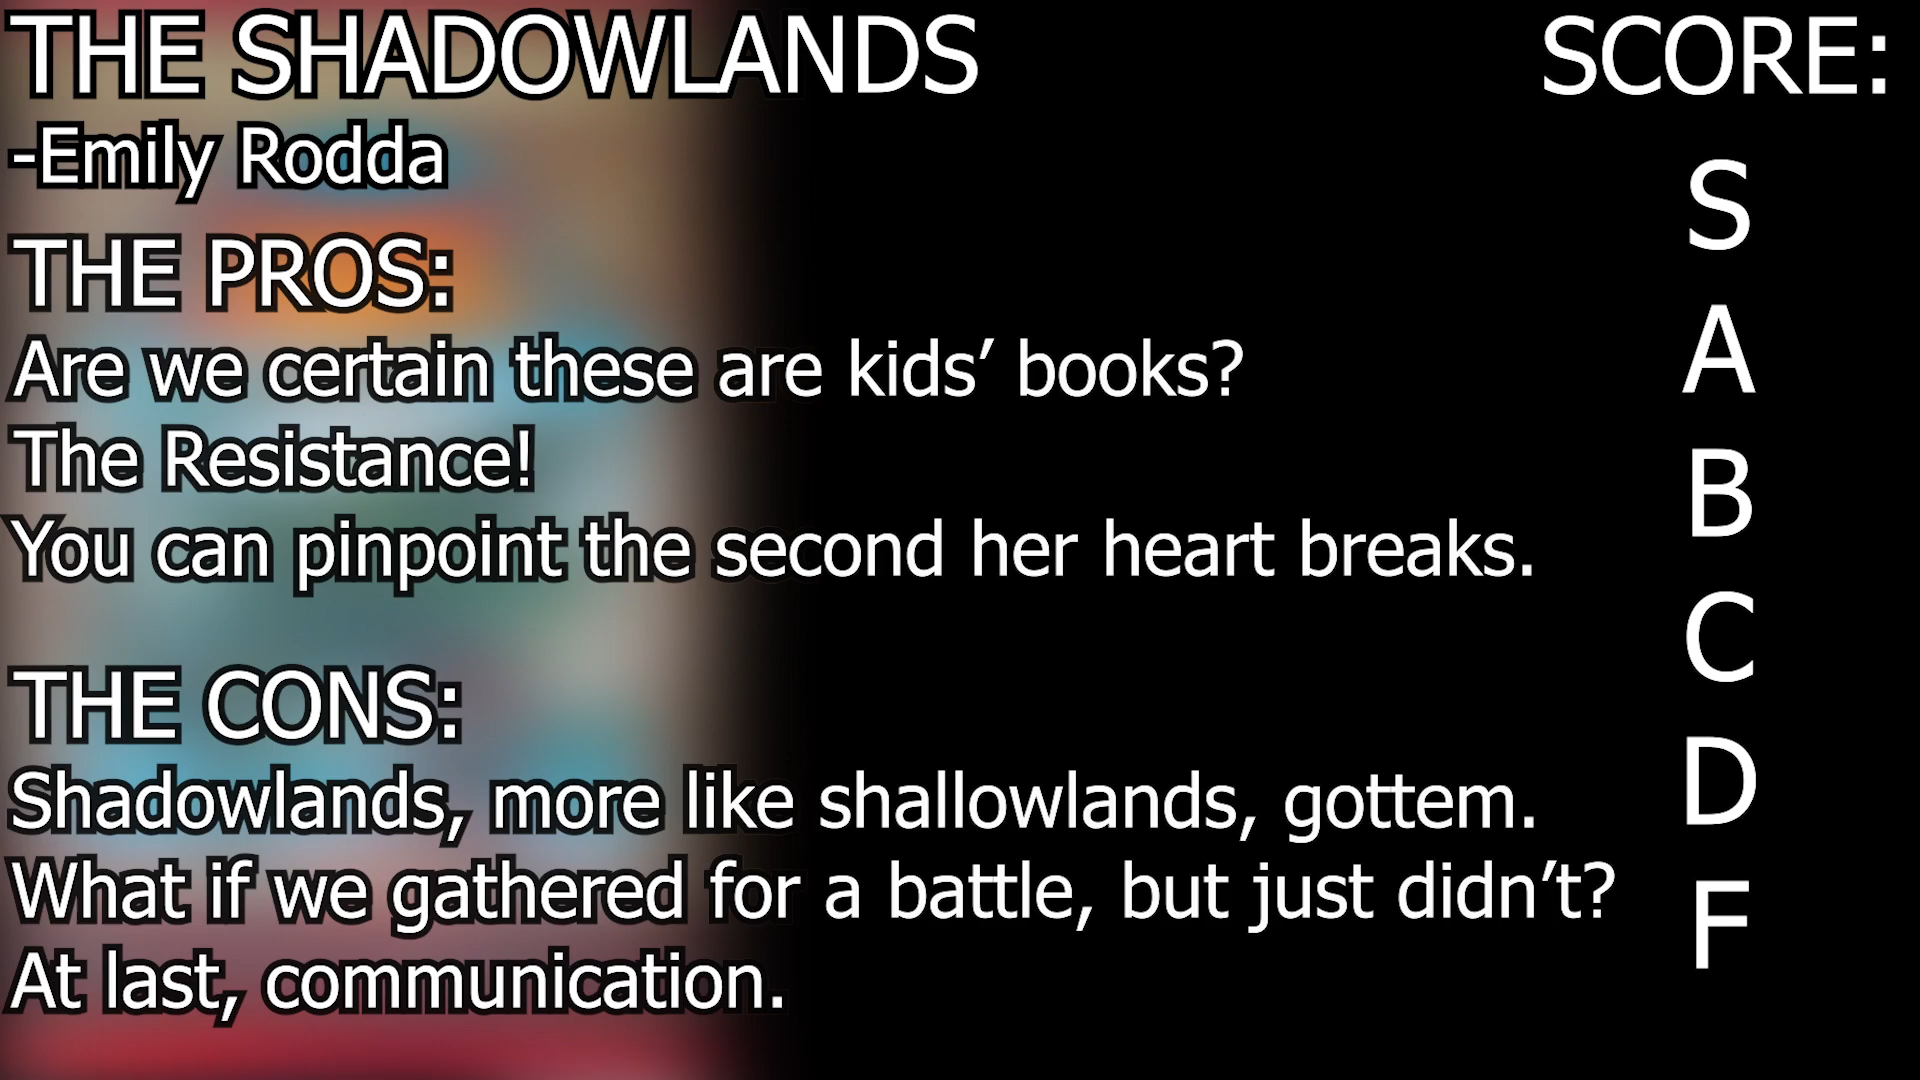 THE SHADOWLANDS
-Emily Rodda
THE PROS:
Are we certain these are kids’ books?
The Resistance!
You can pinpoint the second her heart breaks.
THE CONS:
Shadowlands, more like shallowlands, gottem.
What if we gathered for a battle, but just didn’t?
At last, communication.
SCORE:
S
A
B
C
D
F